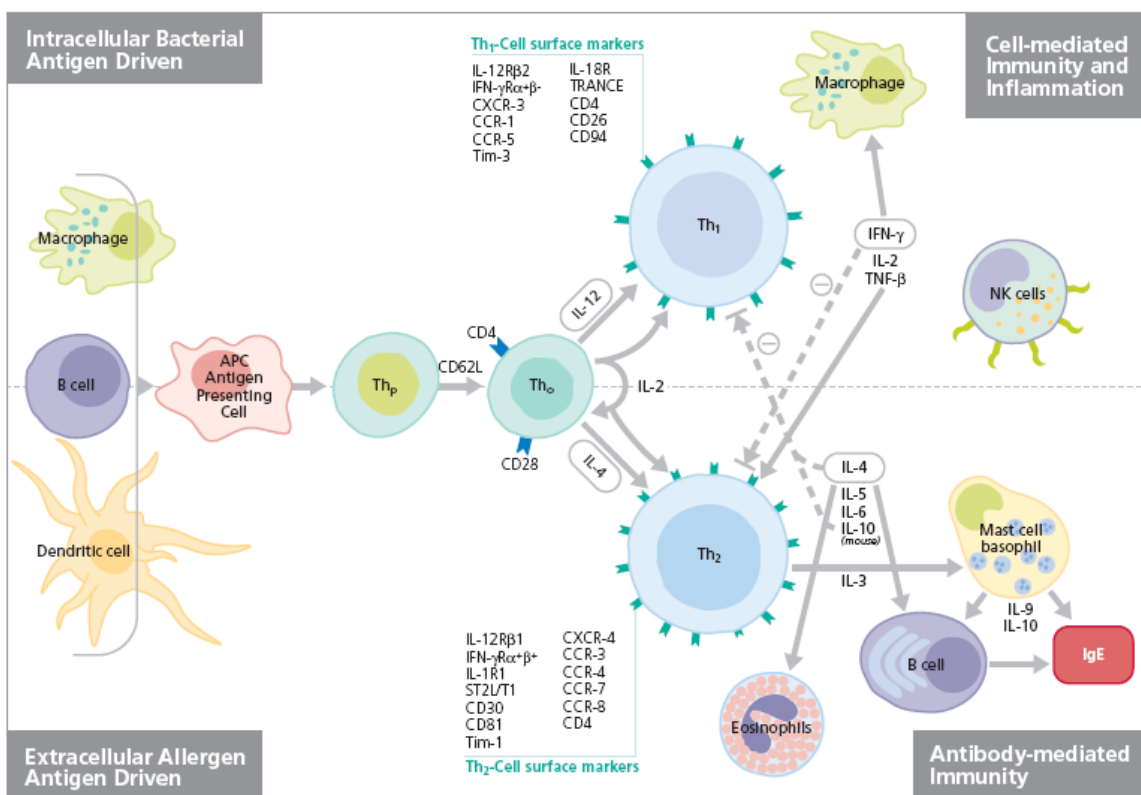 Intracellular Bacterial
Antigen Driven
Th₁-Cell surface markers
IL-12Rβ2
IFN-γRα⁺β⁻
CXCR-3
CCR-1
CCR-5
Tim-3
IL-18R
TRANCE
CD4
CD26
CD94
Macrophage
Cell-mediated
Immunity and
Inflammation
Macrophage
B cell
Dendritic cell
APC
Antigen
Presenting
Cell
Thp
CD62L
CD4
Th₀
CD28
IL-12
IL-4
IL-2
Th₁
Th₂
IFN-γ
IL-2
TNF-β
NK cells
IL-4
IL-5
IL-6
IL-10
(mouse)
IL-3
Mast cell
basophil
IL-9
IL-10
B cell
IgE
Eosinophils
IL-12Rβ1
IFN-γRα⁺β⁺
IL-1R1
ST2L/T1
CD30
CD81
Tim-1
CXCR-4
CCR-3
CCR-4
CCR-7
CCR-8
CD4
Th₂-Cell surface markers
Extracellular Allergen
Antigen Driven
Antibody-mediated
Immunity